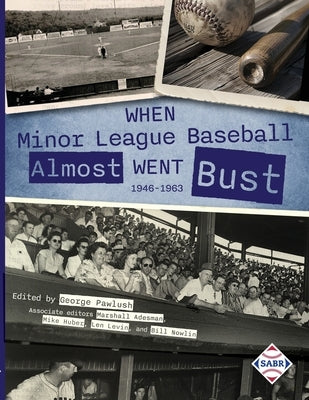 WHEN
Minor League Baseball
Almost WENT Bust
1946-1963
Edited by George Pawlush
Associate editors Marshall Adesman,
Mike Huber, Len Levin, and Bill Nowlin
SABR